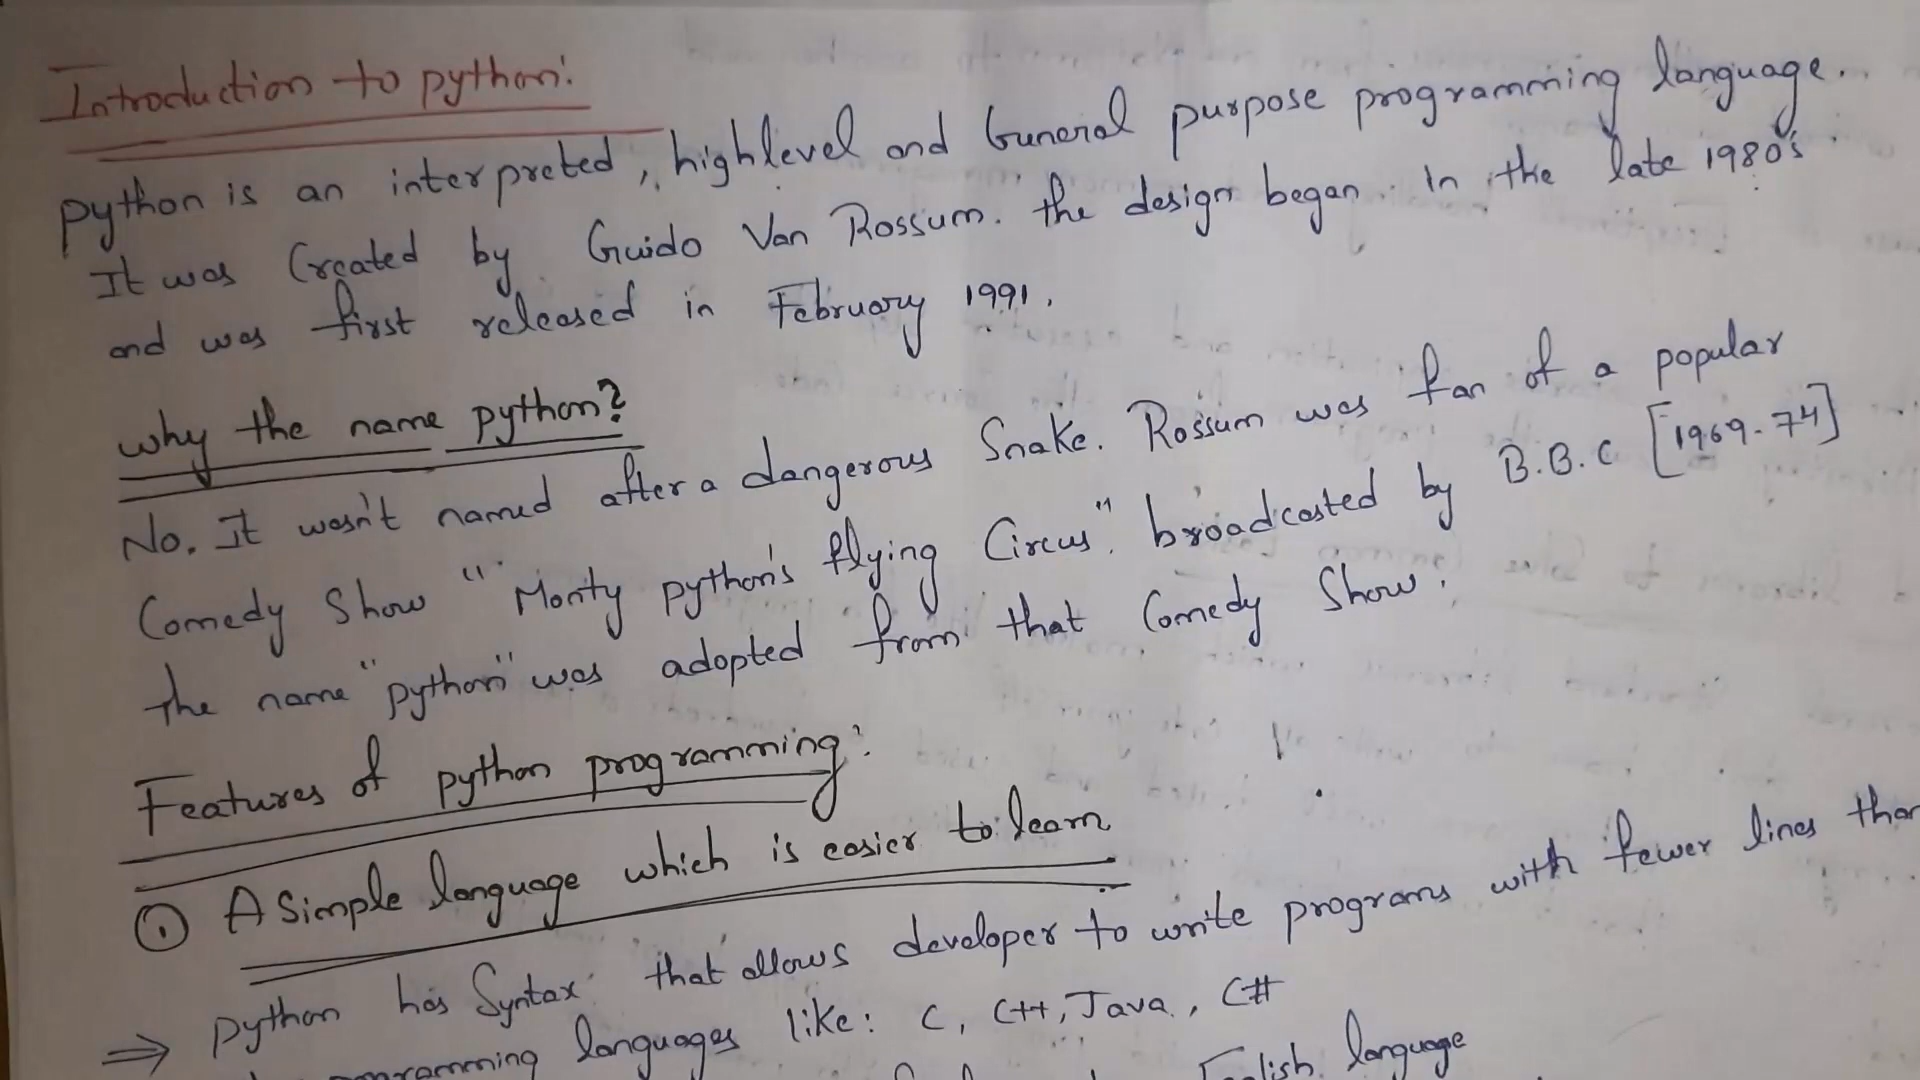 Introduction to python:
python is an interpreted, highlevel and General purpose programming language.
It was Created by Guido Van Rossum. the design began in the late 1980's
and was first released in February 1991.
why the name python?
No. It wasn't named after a dangerous Snake. Rossum was fan of a popular
Comedy Show "Monty python's flying Circus". broadcasted by B.B.C [1969-74]
the name "python" was adopted from that Comedy Show.
Features of python programming:
① A Simple language which is easier to learn
⇒ python has Syntax that allows developer to write programs with fewer lines than
languages like: C, C++, Java, C#
language